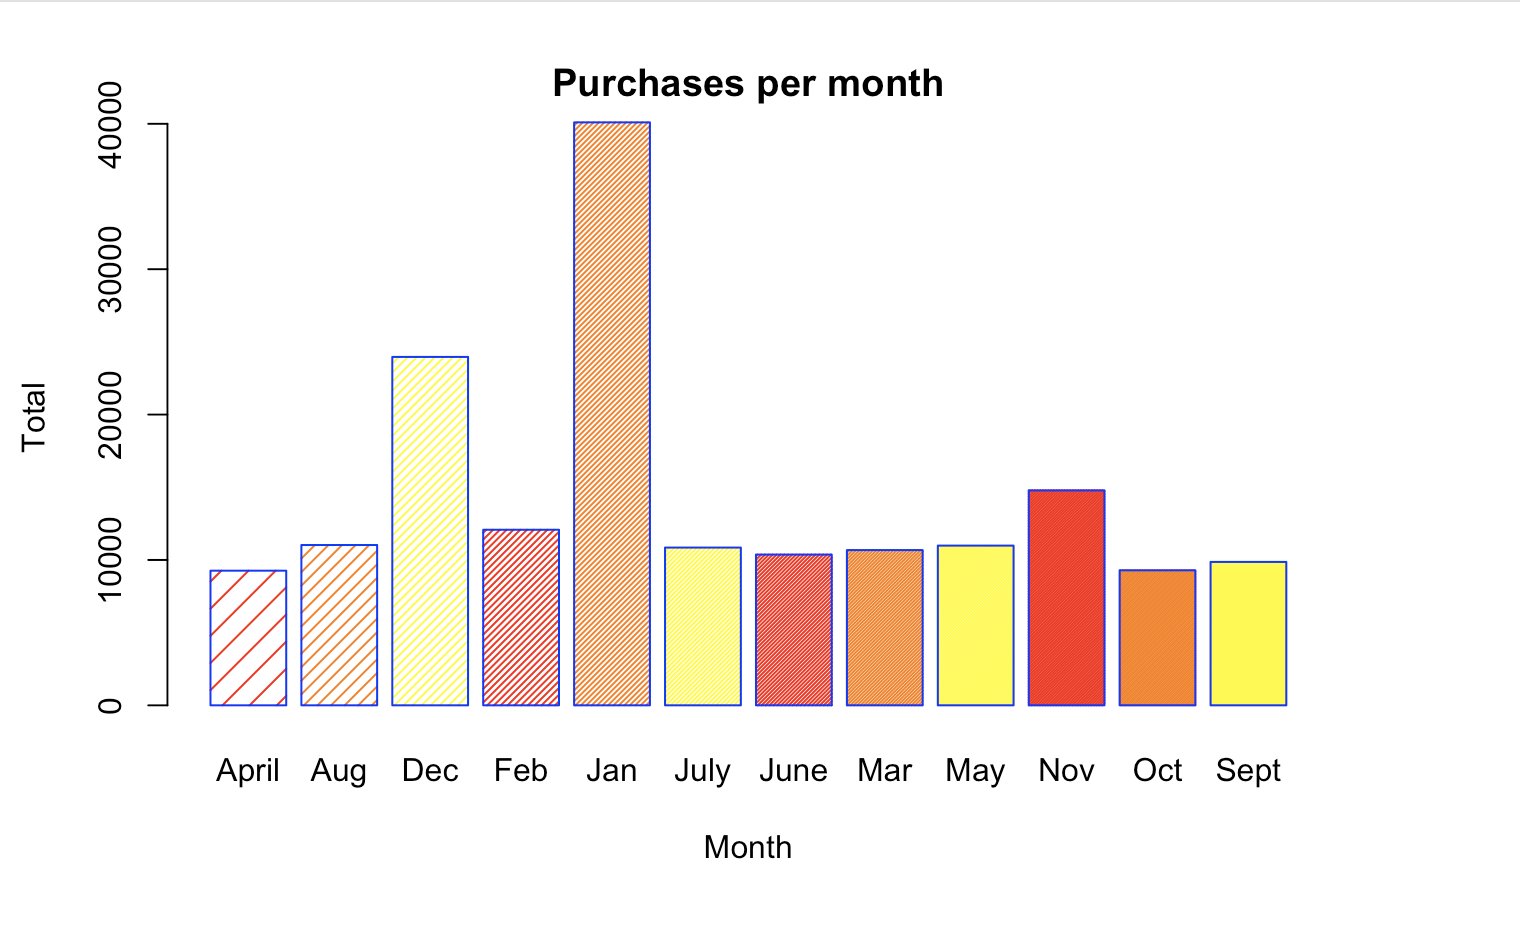 Purchases per month
40000
30000
20000
10000
0
Total
April Aug Dec Feb Jan July June Mar May Nov Oct Sept
Month